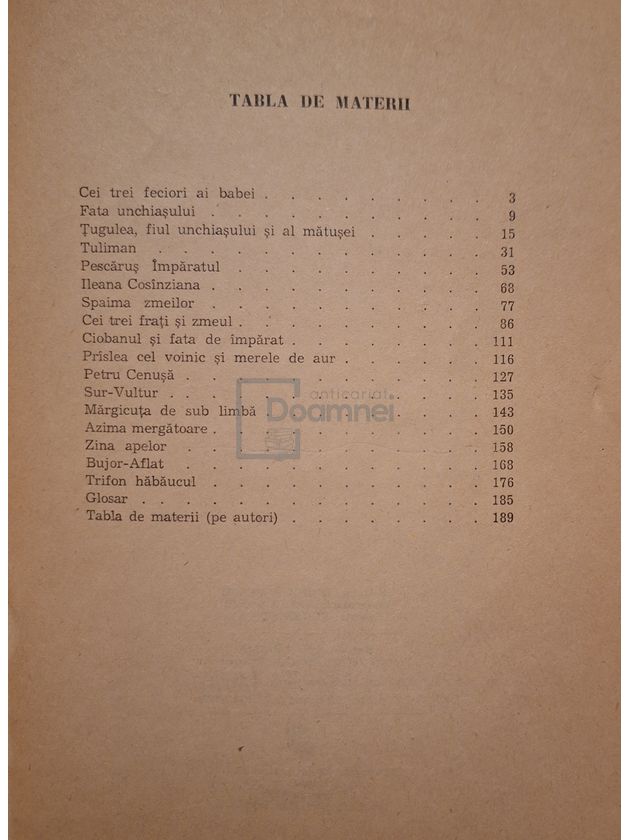 TABLA DE MATERII
Cei trei feciori ai babei . . . . . . . . . 3
Fata unchiașului . . . . . . . . . . . 9
Țugulea, fiul unchiașului și al mătușei . . . . . 15
Tuliman . . . . . . . . . . . . 31
Pescăruș Împăratul . . . . . . . . . . 53
Ileana Cosînziana . . . . . . . . . . . 68
Spaima zmeilor . . . . . . . . . . . 77
Cei trei frați și zmeul . . . . . . . . . . 86
Ciobanul și fata de împărat . . . . . . . . 111
Prîslea cel voinic și merele de aur . . . . . . 116
Petru Cenușă . . . . . . . . . . . . 127
Sur-Vultur . . . . . . . . . . . . 135
Mărgicuța de sub limbă . . . . . . . . . 143
Azima mergătoare . . . . . . . . . . . 150
Zina apelor . . . . . . . . . . . . 158
Bujor-Aflat . . . . . . . . . . . . 168
Trifon hăbăucul . . . . . . . . . . . 176
Glosar . . . . . . . . . . . . . 185
Tabla de materii (pe autori) . . . . . . . . 189
anticariat
Doamnei